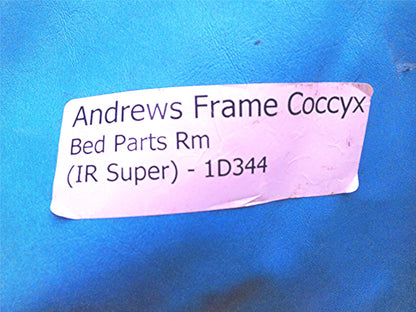 Andrews Frame Coccyx
Bed Parts Rm
(IR Super) - 1D344